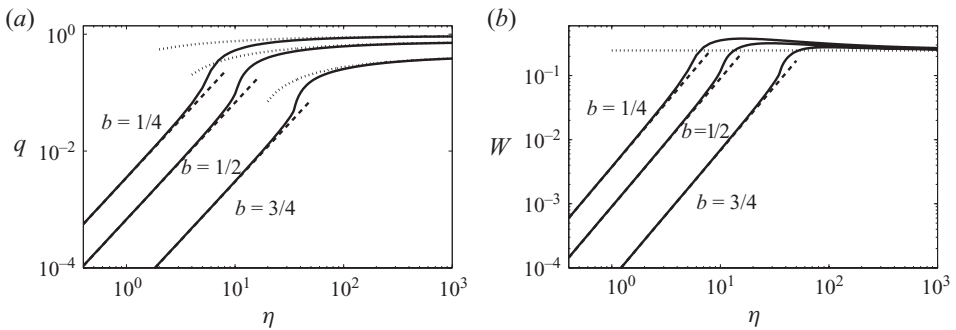 (a)
10^0
10^{-2}
10^{-4}
q
b = 1/4
b = 1/2
b = 3/4
10^0 10^1 10^2 10^3
η
(b)
10^{-1}
10^{-2}
10^{-3}
10^{-4}
W
b = 1/4
b=1/2
b = 3/4
10^0 10^1 10^2 10^3
η